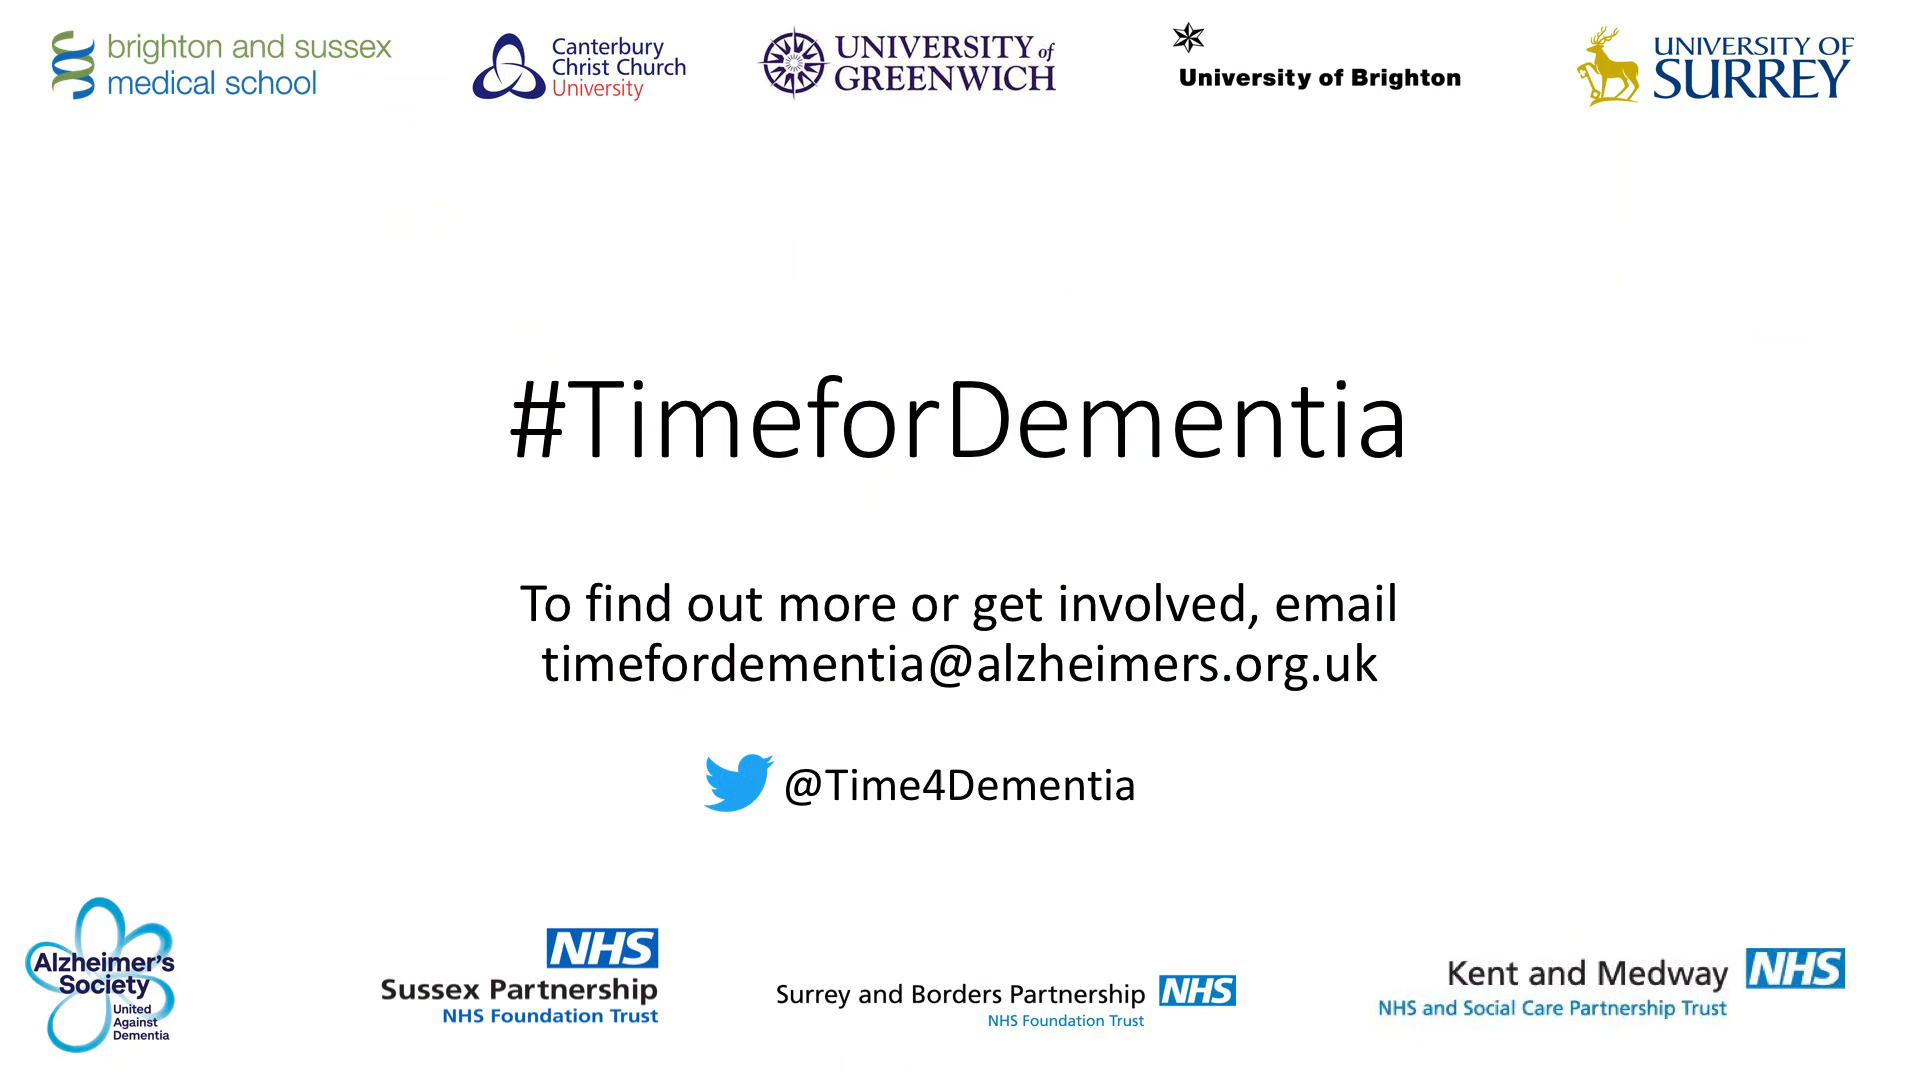 brighton and sussex
medical school
Canterbury
Christ Church
University
UNIVERSITY of
GREENWICH
University of Brighton
UNIVERSITY OF
SURREY
#TimeforDementia
To find out more or get involved, email
timefordementia@alzheimers.org.uk
@Time4Dementia
Alzheimer's
Society
United
Against
Dementia
NHS
Sussex Partnership
NHS Foundation Trust
Surrey and Borders Partnership NHS
NHS Foundation Trust
Kent and Medway NHS
NHS and Social Care Partnership Trust